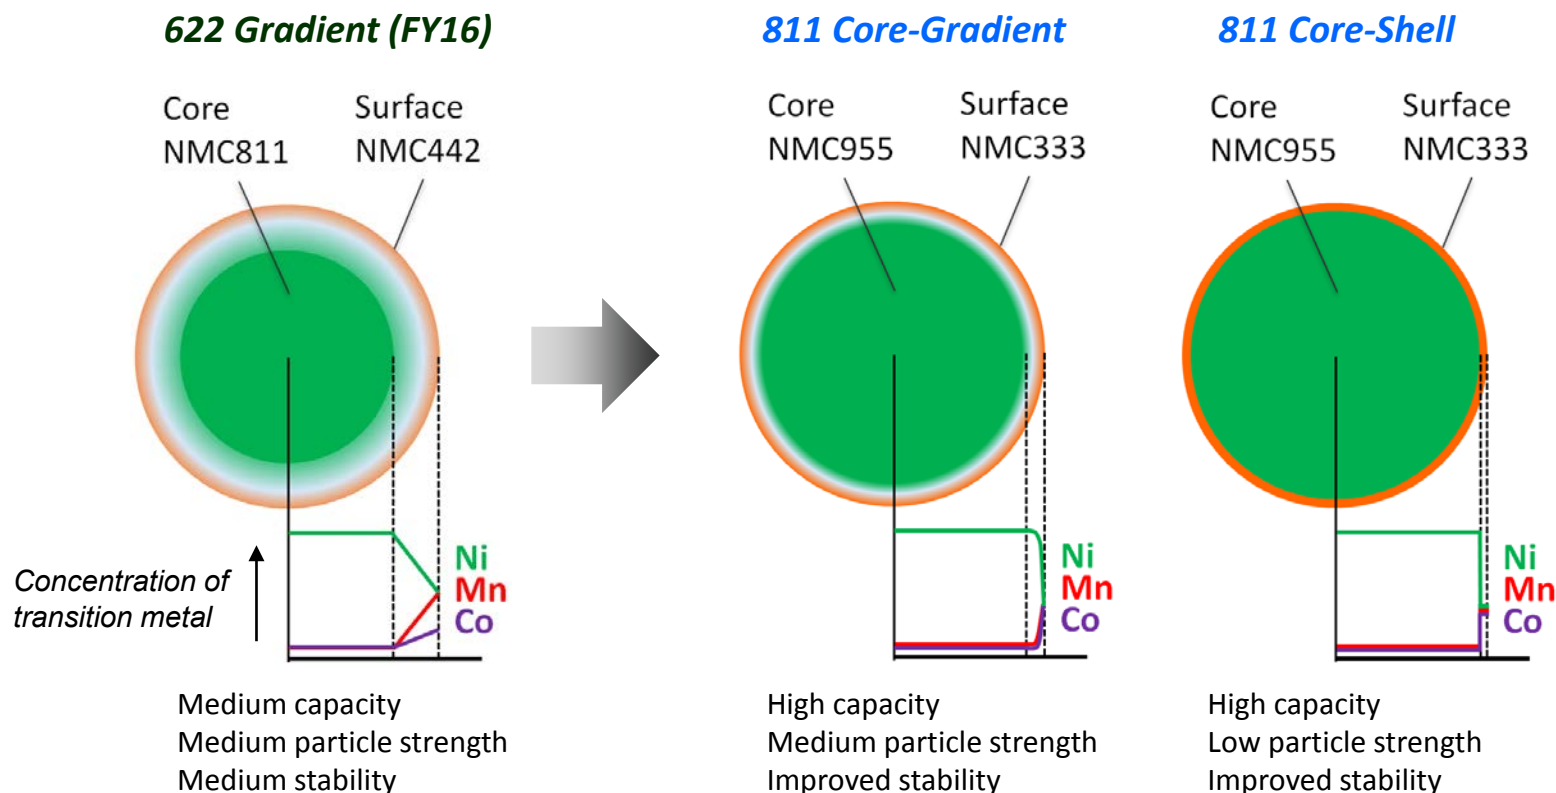 622 Gradient (FY16)
Core
NMC811
Surface
NMC442
Concentration of
transition metal
Ni
Mn
Co
Medium capacity
Medium particle strength
Medium stability
811 Core-Gradient
Core
NMC955
Surface
NMC333
Ni
Mn
Co
High capacity
Medium particle strength
Improved stability
811 Core-Shell
Core
NMC955
Surface
NMC333
Ni
Mn
Co
High capacity
Low particle strength
Improved stability